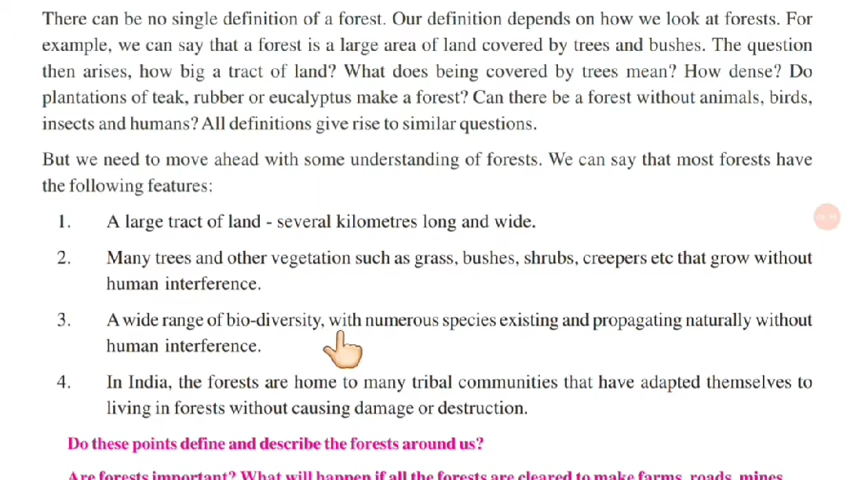 There can be no single definition of a forest. Our definition depends on how we look at forests. For
example, we can say that a forest is a large area of land covered by trees and bushes. The question
then arises, how big a tract of land? What does being covered by trees mean? How dense? Do
plantations of teak, rubber or eucalyptus make a forest? Can there be a forest without animals, birds,
insects and humans? All definitions give rise to similar questions.
But we need to move ahead with some understanding of forests. We can say that most forests have
the following features:
1. A large tract of land - several kilometres long and wide.
2. Many trees and other vegetation such as grass, bushes, shrubs, creepers etc that grow without
human interference.
3. A wide range of bio-diversity, with numerous species existing and propagating naturally without
human interference.
4. In India, the forests are home to many tribal communities that have adapted themselves to
living in forests without causing damage or destruction.
Do these points define and describe the forests around us?
Are forests important? What will happen if all the forests are cleared to make farms, roads, mines